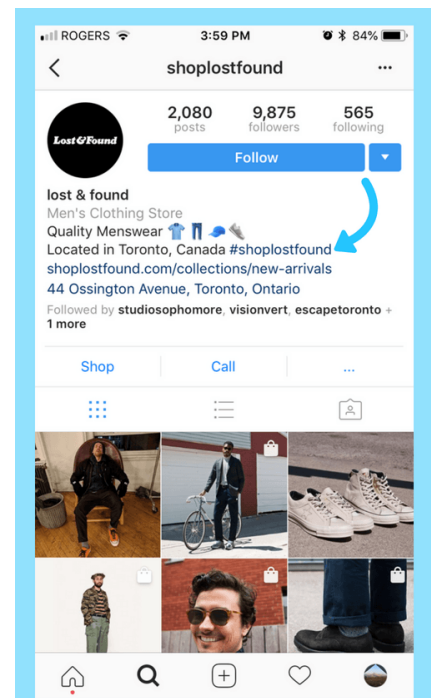 ROGERS 3:59 PM 84%
shoplostfound
Lost & Found
2,080 9,875 565
posts followers following
Follow
lost & found
Men's Clothing Store
Quality Menswear 👕👖🧢👟
Located in Toronto, Canada #shoplostfound
shoplostfound.com/collections/new-arrivals
44 Ossington Avenue, Toronto, Ontario
Followed by studiosophomore, visionvert, escapetoronto +
1 more
Shop Call ...